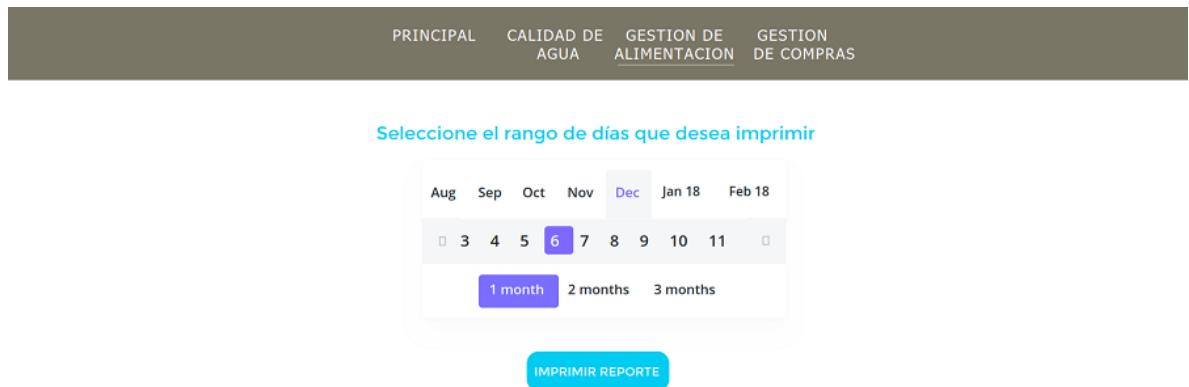 PRINCIPAL CALIDAD DE GESTION DE GESTION
AGUA ALIMENTACION DE COMPRAS
Seleccione el rango de días que desea imprimir
Aug Sep Oct Nov Dec Jan 18 Feb 18
3 4 5 6 7 8 9 10 11
1 month 2 months 3 months
IMPRIMIR REPORTE